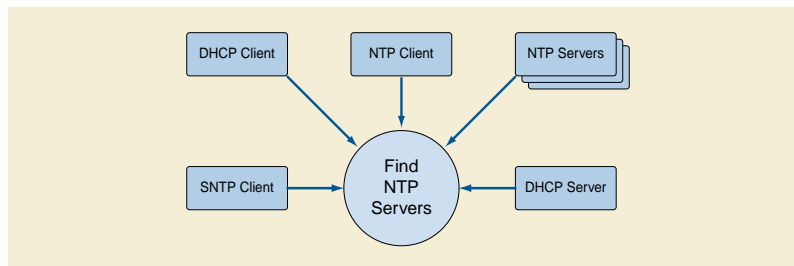 DHCP Client
NTP Client
NTP Servers
SNTP Client
Find
NTP
Servers
DHCP Server